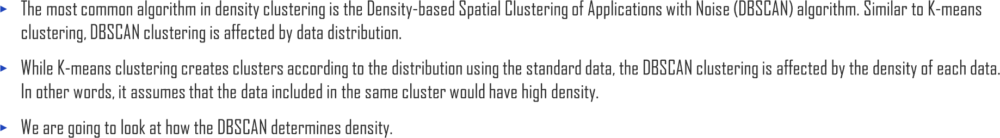 ▸ The most common algorithm in density clustering is the Density-based Spatial Clustering of Applications with Noise (DBSCAN) algorithm. Similar to K-means
clustering, DBSCAN clustering is affected by data distribution.
▸ While K-means clustering creates clusters according to the distribution using the standard data, the DBSCAN clustering is affected by the density of each data.
In other words, it assumes that the data included in the same cluster would have high density.
▸ We are going to look at how the DBSCAN determines density.